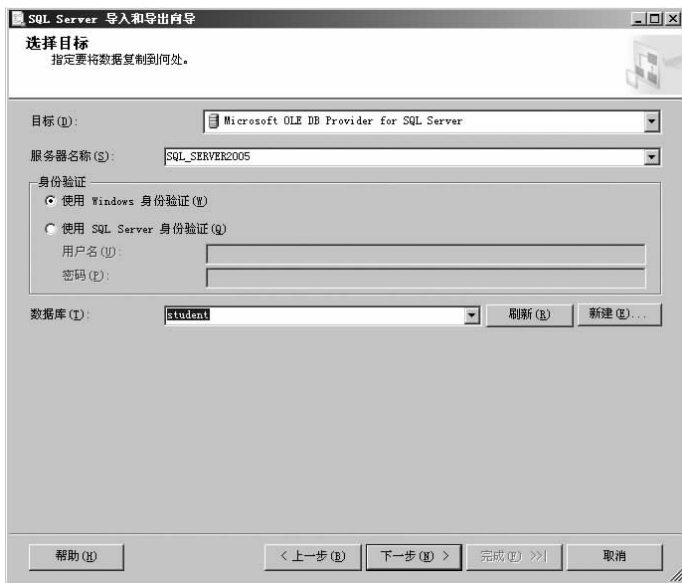 SQL Server 导入和导出向导
选择目标
指定要将数据复制到何处。
目标(D):
Microsoft OLE DB Provider for SQL Server
服务器名称(S):
SQL_SERVER2005
身份验证
使用 Windows 身份验证(W)
使用 SQL Server 身份验证(Q)
用户名(U):
密码(P):
数据库(T):
student
刷新(R)
新建(E)...
帮助(H)
< 上一步(B)
下一步(N) >
完成(F) >>|
取消